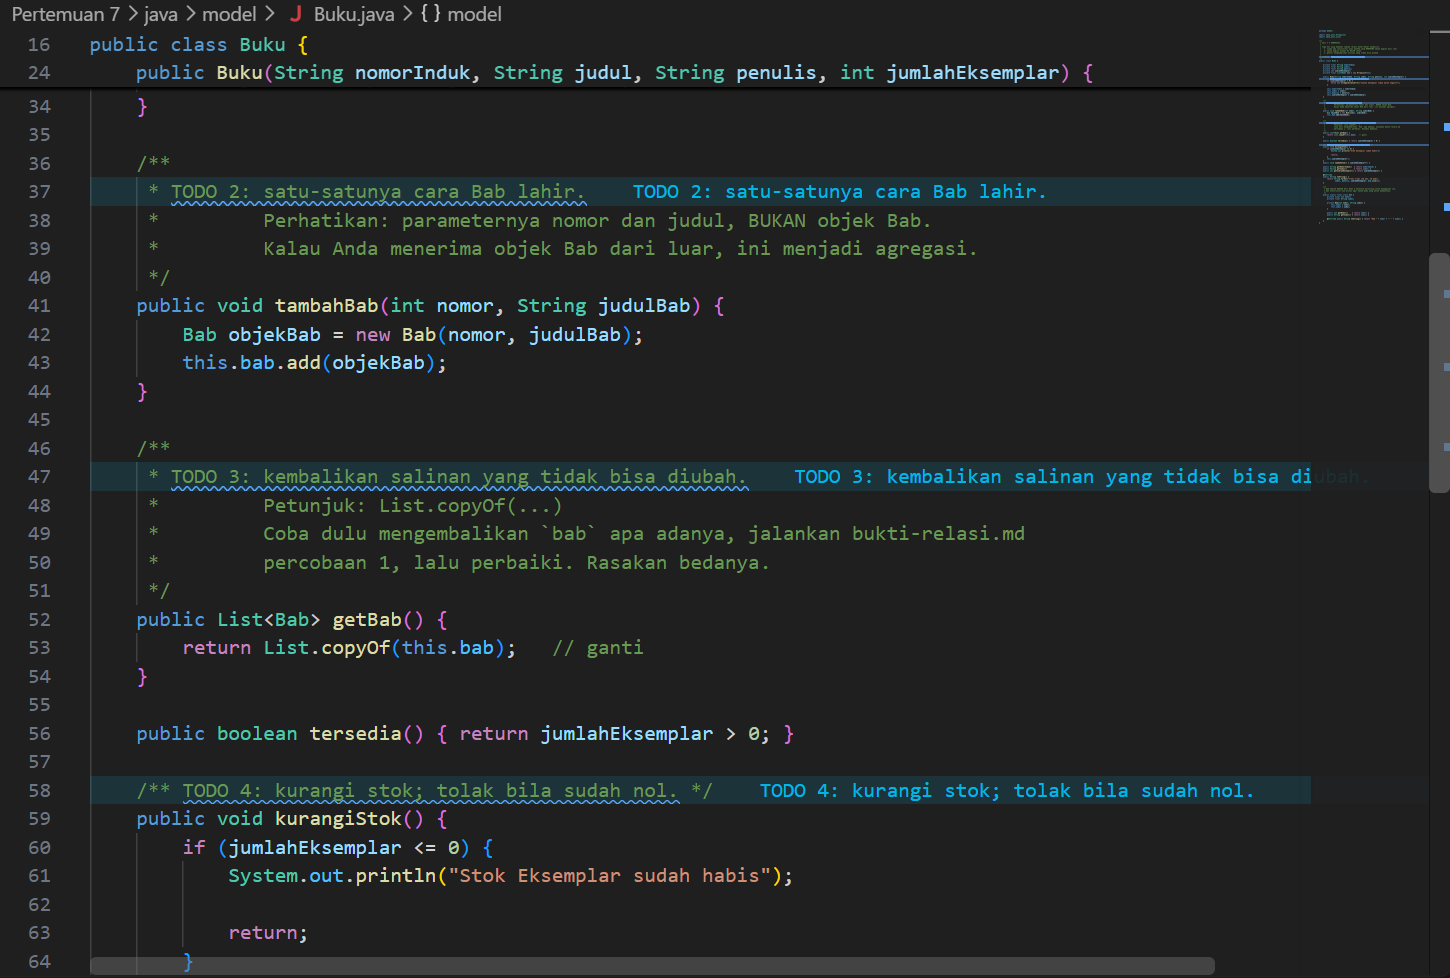 Pertemuan 7 > java > model > J Buku.java > {} model
16 public class Buku {
24 public Buku(String nomorInduk, String judul, String penulis, int jumlahEksemplar) {
34 }
35
36 /**
37 * TODO 2: satu-satunya cara Bab lahir. TODO 2: satu-satunya cara Bab lahir.
38 * Perhatikan: parameternya nomor dan judul, BUKAN objek Bab.
39 * Kalau Anda menerima objek Bab dari luar, ini menjadi agregasi.
40 */
41 public void tambahBab(int nomor, String judulBab) {
42 Bab objekBab = new Bab(nomor, judulBab);
43 this.bab.add(objekBab);
44 }
45
46 /**
47 * TODO 3: kembalikan salinan yang tidak bisa diubah. TODO 3: kembalikan salinan yang tidak bisa diubah.
48 * Petunjuk: List.copyOf(...)
49 * Coba dulu mengembalikan `bab` apa adanya, jalankan bukti-relasi.md
50 * percobaan 1, lalu perbaiki. Rasakan bedanya.
51 */
52 public List<Bab> getBab() {
53 return List.copyOf(this.bab); // ganti
54 }
55
56 public boolean tersedia() { return jumlahEksemplar > 0; }
57
58 /** TODO 4: kurangi stok; tolak bila sudah nol. */ TODO 4: kurangi stok; tolak bila sudah nol.
59 public void kurangiStok() {
60 if (jumlahEksemplar <= 0) {
61 System.out.println("Stok Eksemplar sudah habis");
62
63 return;
64 }